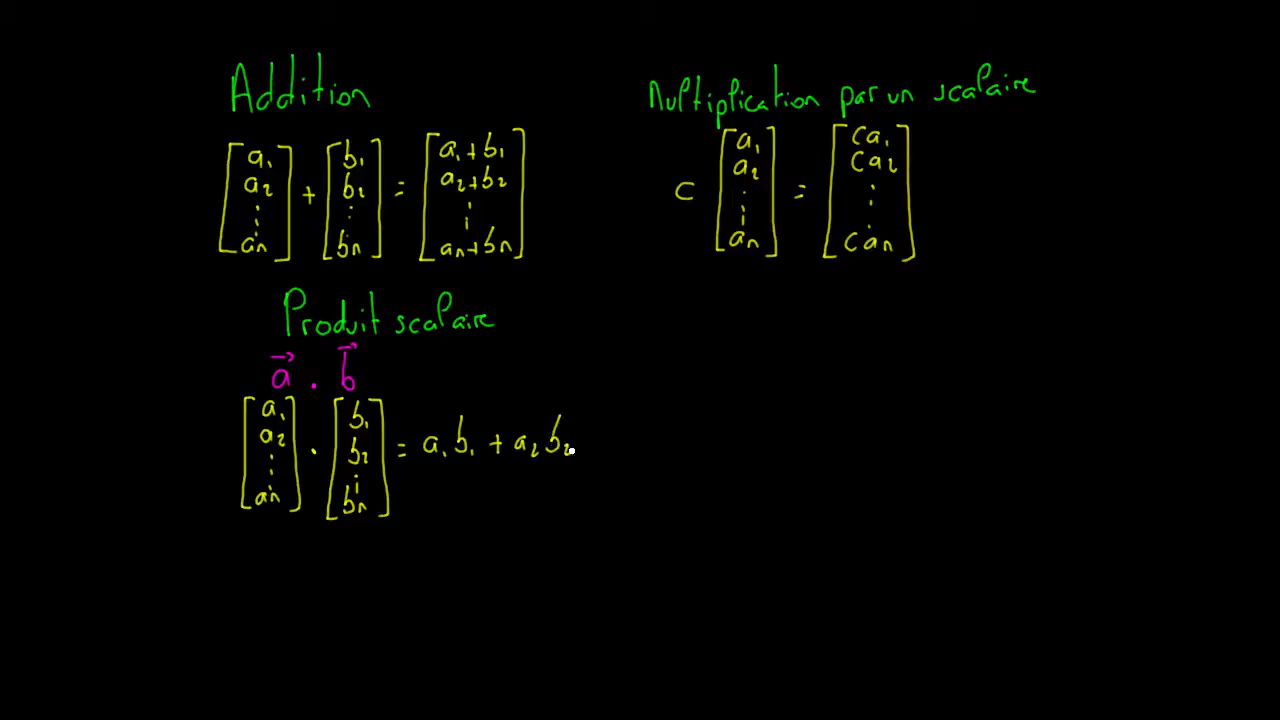 Addition
[a₁ a₂ ⋮ aₙ] + [b₁ b₂ ⋮ bₙ] = [a₁+b₁ a₂+b₂ ⋮ aₙ+bₙ]
Multiplication par un scalaire
c [a₁ a₂ ⋮ aₙ] = [ca₁ ca₂ ⋮ caₙ]
Produit scalaire
a⃗ . b⃗
[a₁ a₂ ⋮ aₙ] · [b₁ b₂ ⋮ bₙ] = a₁b₁ + a₂b₂